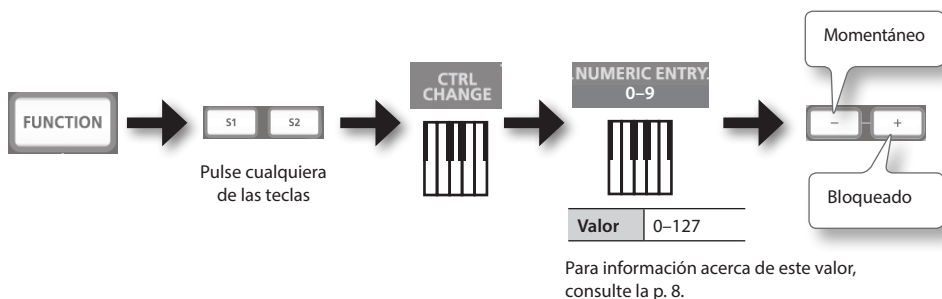 Momentáneo
CTRL
CHANGE
NUMERIC ENTRY
0–9
FUNCTION
S1
S2
–
+
Pulse cualquiera
de las teclas
Bloqueado
Valor 0–127
Para información acerca de este valor,
consulte la p. 8.